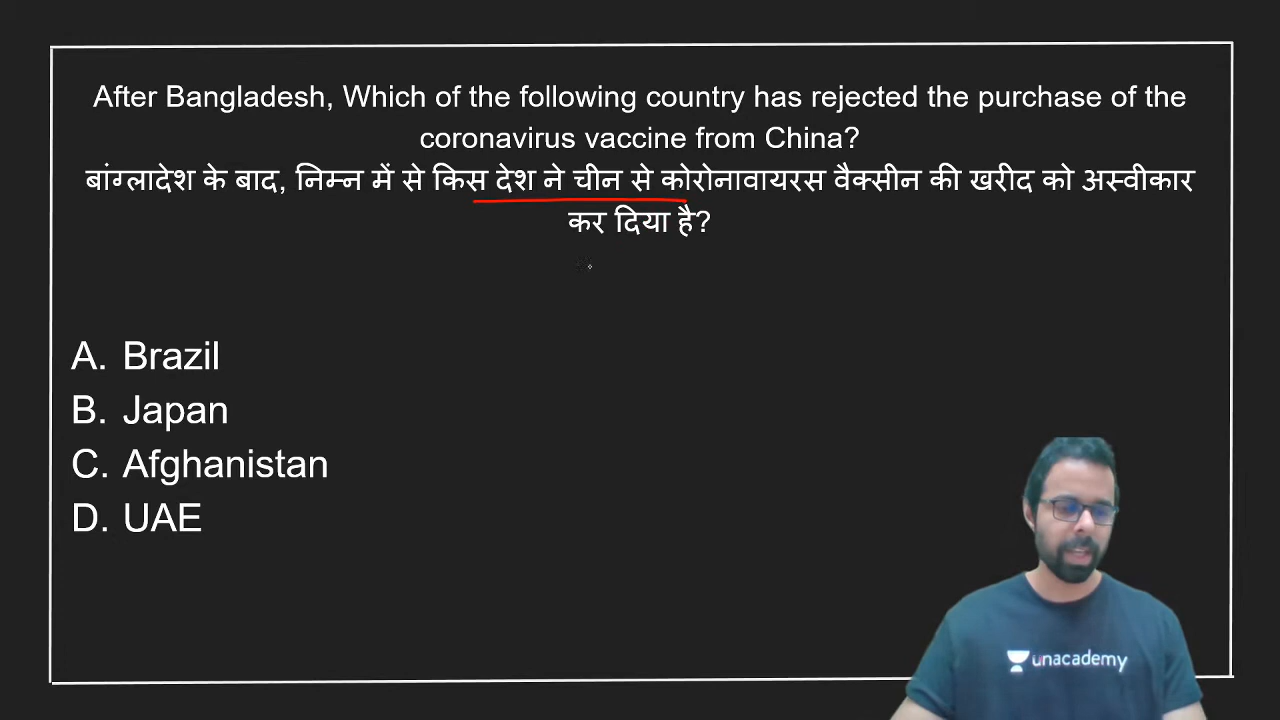 After Bangladesh, Which of the following country has rejected the purchase of the
coronavirus vaccine from China?
बांग्लादेश के बाद, निम्न में से किस देश ने चीन से कोरोनावायरस वैक्सीन की खरीद को अस्वीकार
कर दिया है?
A. Brazil
B. Japan
C. Afghanistan
D. UAE
unacademy